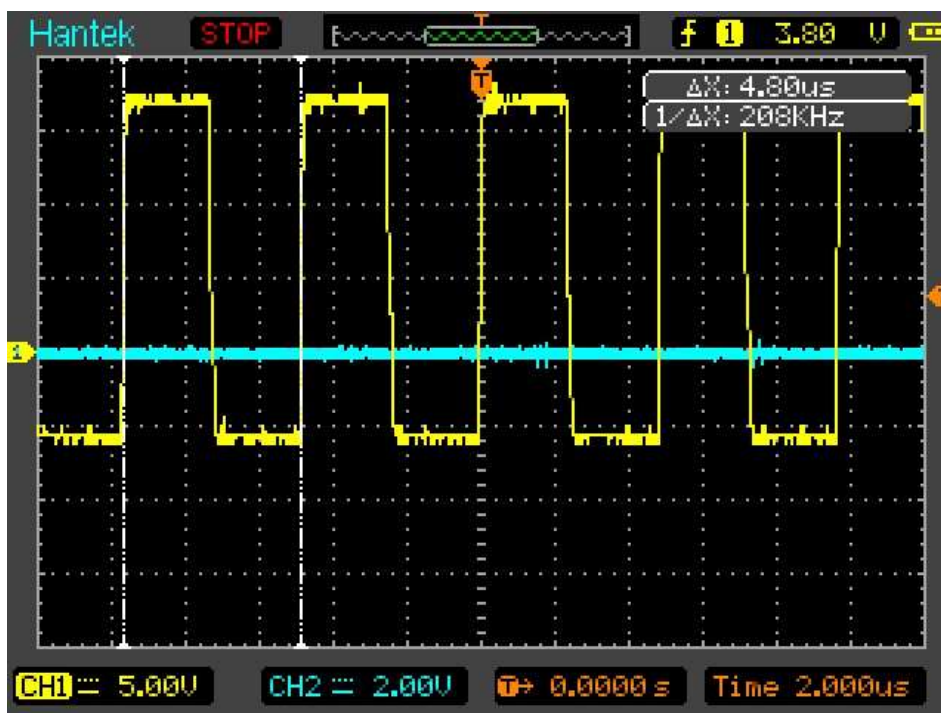 Hantek STOP T f 1 3.80 V
T
ΔX: 4.80us
1/ΔX: 208KHz
1
CH1 5.00V CH2 2.00V T→ 0.0000 s Time 2.000us